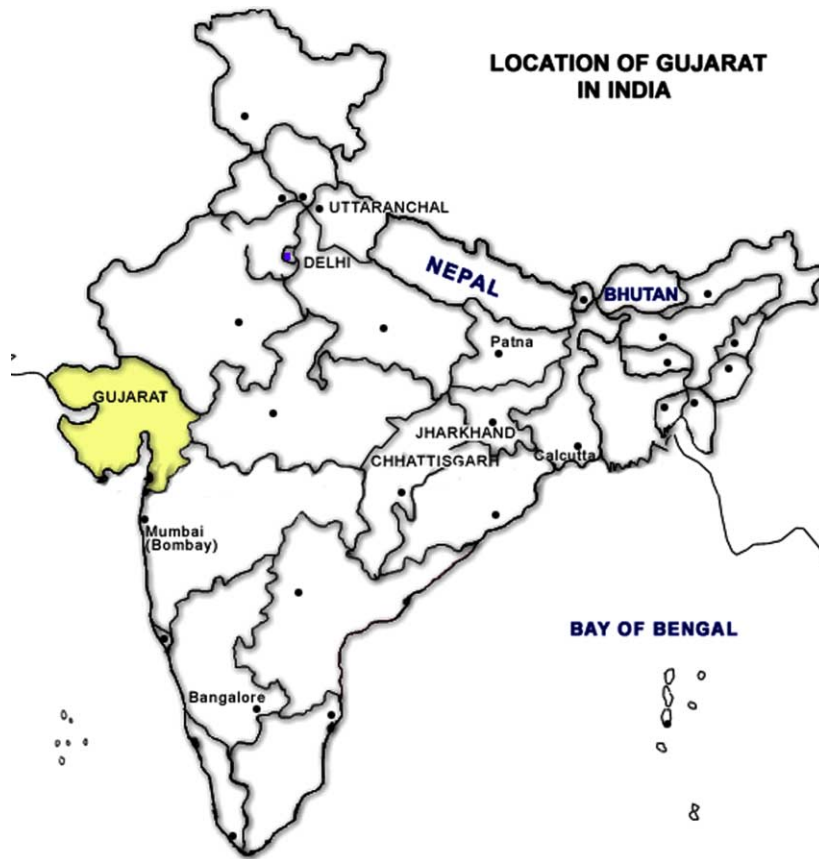 LOCATION OF GUJARAT
IN INDIA
UTTARANCHAL
DELHI
NEPAL
BHUTAN
Patna
GUJARAT
JHARKHAND
CHHATTISGARH
Calcutta
Mumbai
(Bombay)
BAY OF BENGAL
Bangalore